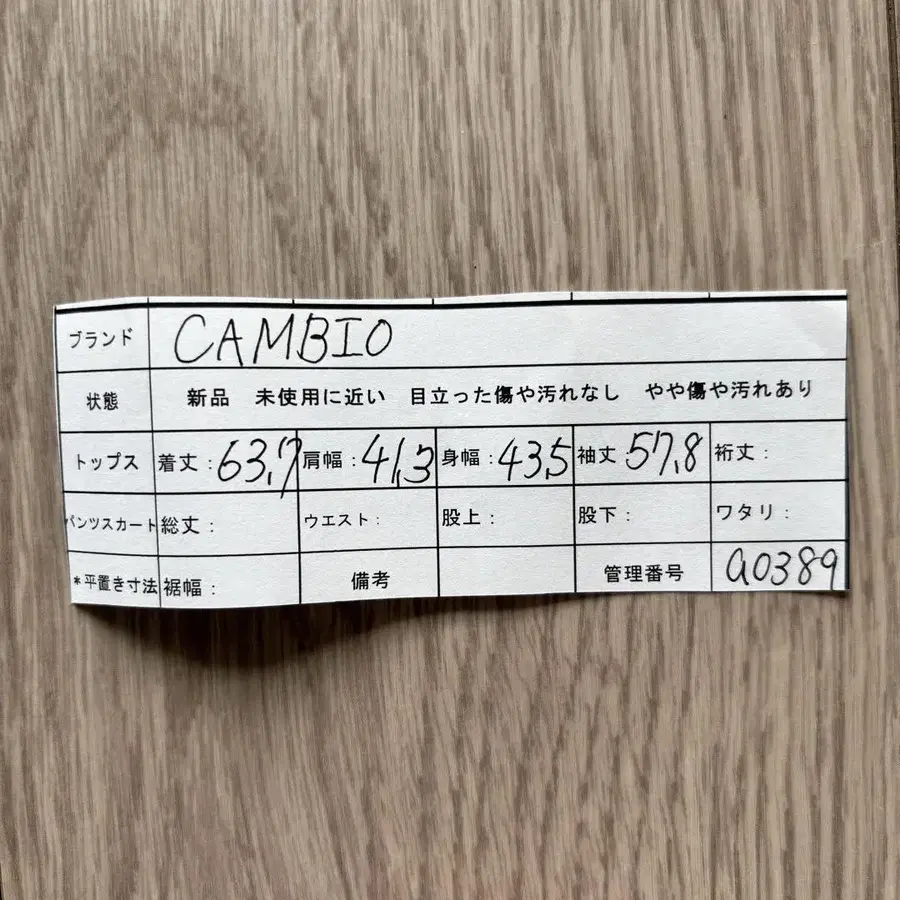 ブランド CAMBIO
状態 新品 未使用に近い 目立った傷や汚れなし やや傷や汚れあり
トップス 着丈：63,7 肩幅：41,3 身幅：43,5 袖丈 57,8 裄丈：
パンツスカート 総丈： ウエスト： 股上： 股下： ワタリ：
*平置き寸法 裾幅： 備考 管理番号 a0389